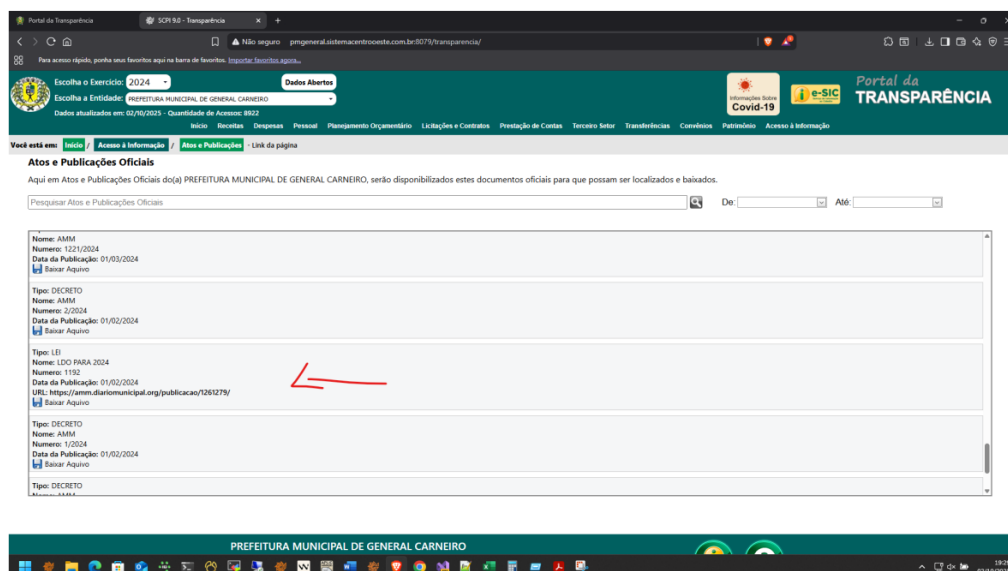 Portal da Transparência
SCPI 9.0 - Transparência
Não seguro pmgeneral.sistemacentrooeste.com.br:8079/transparencia/
Para acesso rápido, ponha seus favoritos aqui na barra de favoritos. Importar favoritos agora...
Escolha o Exercício: 2024
Dados Abertos
Escolha a Entidade: PREFEITURA MUNICIPAL DE GENERAL CARNEIRO
Dados atualizados em: 02/10/2025 - Quantidade de Acessos: 8922
Informações Sobre
Covid-19
e-SIC
Portal da
TRANSPARÊNCIA
Início Receitas Despesas Pessoal Planejamento Orçamentário Licitações e Contratos Prestação de Contas Terceiro Setor Transferências Convênios Patrimônio Acesso à Informação
Você está em: Início / Acesso à Informação / Atos e Publicações - Link da página
Atos e Publicações Oficiais
Aqui em Atos e Publicações Oficiais do(a) PREFEITURA MUNICIPAL DE GENERAL CARNEIRO, serão disponibilizados estes documentos oficiais para que possam ser localizados e baixados.
Pesquisar Atos e Publicações Oficiais
De:
Até:
Nome: AMM
Numero: 1221/2024
Data da Publicação: 01/03/2024
Baixar Aquivo
Tipo: DECRETO
Nome: AMM
Numero: 2/2024
Data da Publicação: 01/02/2024
Baixar Aquivo
Tipo: LEI
Nome: LDO PARA 2024
Numero: 1192
Data da Publicação: 01/02/2024
URL: https://amm.diariomunicipal.org/publicacao/1261279/
Baixar Aquivo
Tipo: DECRETO
Nome: AMM
Numero: 1/2024
Data da Publicação: 01/02/2024
Baixar Aquivo
Tipo: DECRETO
Nome: AMM
PREFEITURA MUNICIPAL DE GENERAL CARNEIRO